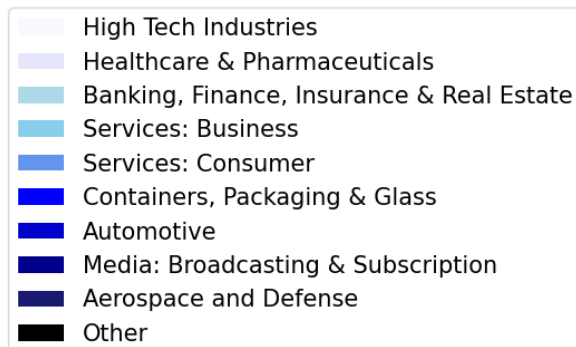 High Tech Industries
Healthcare & Pharmaceuticals
Banking, Finance, Insurance & Real Estate
Services: Business
Services: Consumer
Containers, Packaging & Glass
Automotive
Media: Broadcasting & Subscription
Aerospace and Defense
Other